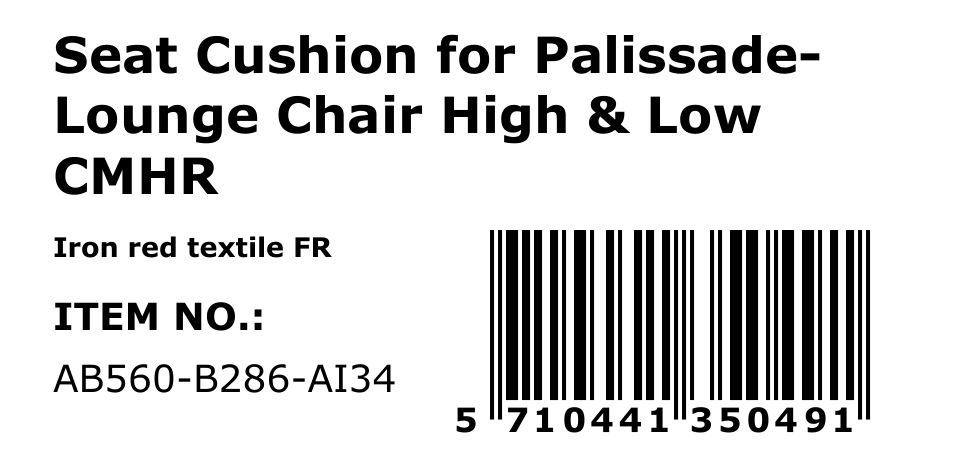 Seat Cushion for Palissade-
Lounge Chair High & Low
CMHR
Iron red textile FR
ITEM NO.:
AB560-B286-AI34
5 710441 350491